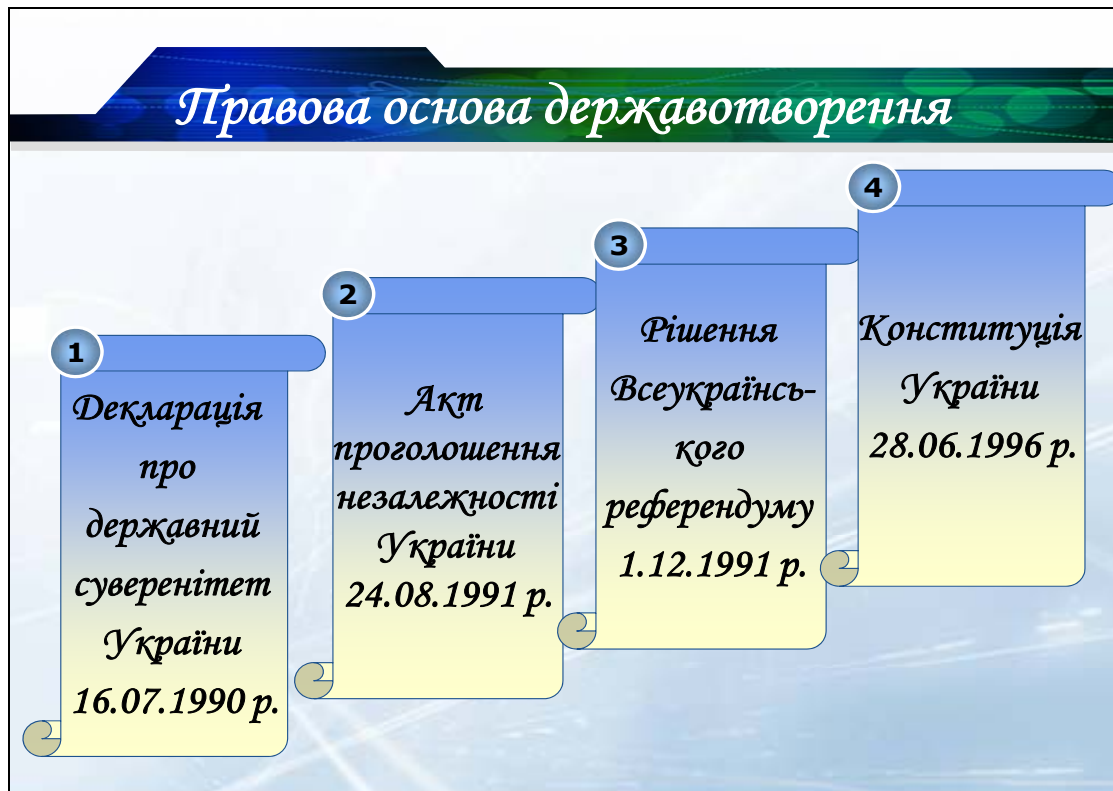 Правова основа державотворення
1
Декларація
про
державний
суверенітет
України
16.07.1990 р.
2
Акт
проголошення
незалежності
України
24.08.1991 р.
3
Рішення
Всеукраїнсь-
кого
референдуму
1.12.1991 р.
4
Конституція
України
28.06.1996 р.